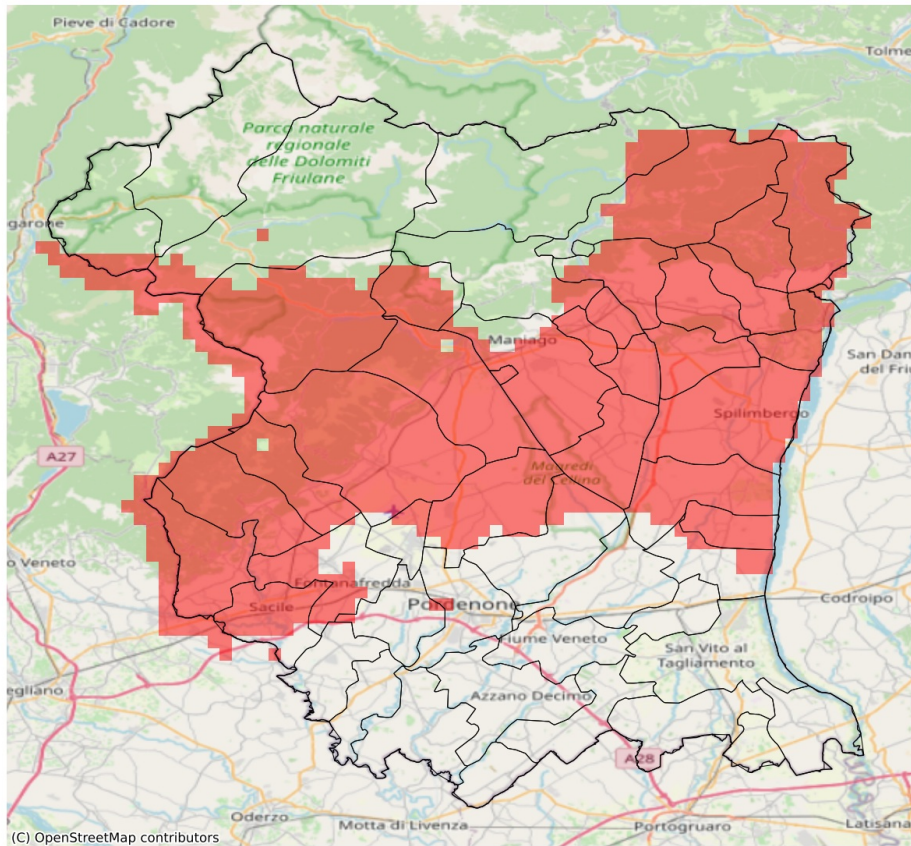 Pieve di Cadore
Tolme
Parco naturale
regionale
delle Dolomiti
Friulane
garone
Maniago
San Dan
del Friu
Spilimbergo
A27
Magredi
del Cellina
o Veneto
Fontanafredda
Sacile
Pordenone
Codroipo
Fiume Veneto
San Vito al
Tagliamento
egliano
Azzano Decimo
A28
Oderzo
Motta di Livenza
Portogruaro
Latisana
(C) OpenStreetMap contributors